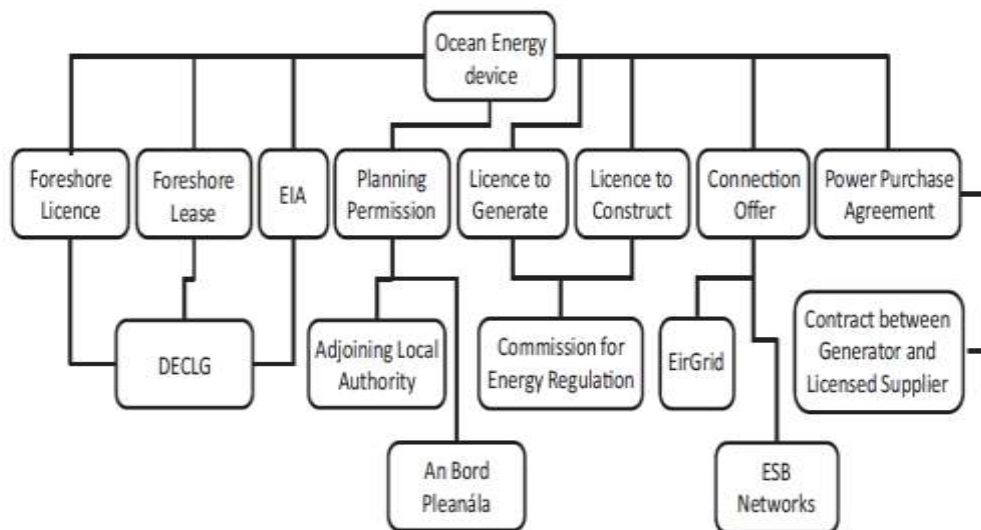 Ocean Energy
device
Foreshore
Licence
Foreshore
Lease
EIA
Planning
Permission
Licence to
Generate
Licence to
Construct
Connection
Offer
Power Purchase
Agreement
DECLG
Adjoining Local
Authority
Commission for
Energy Regulation
EirGrid
Contract between
Generator and
Licensed Supplier
An Bord
Pleanála
ESB
Networks